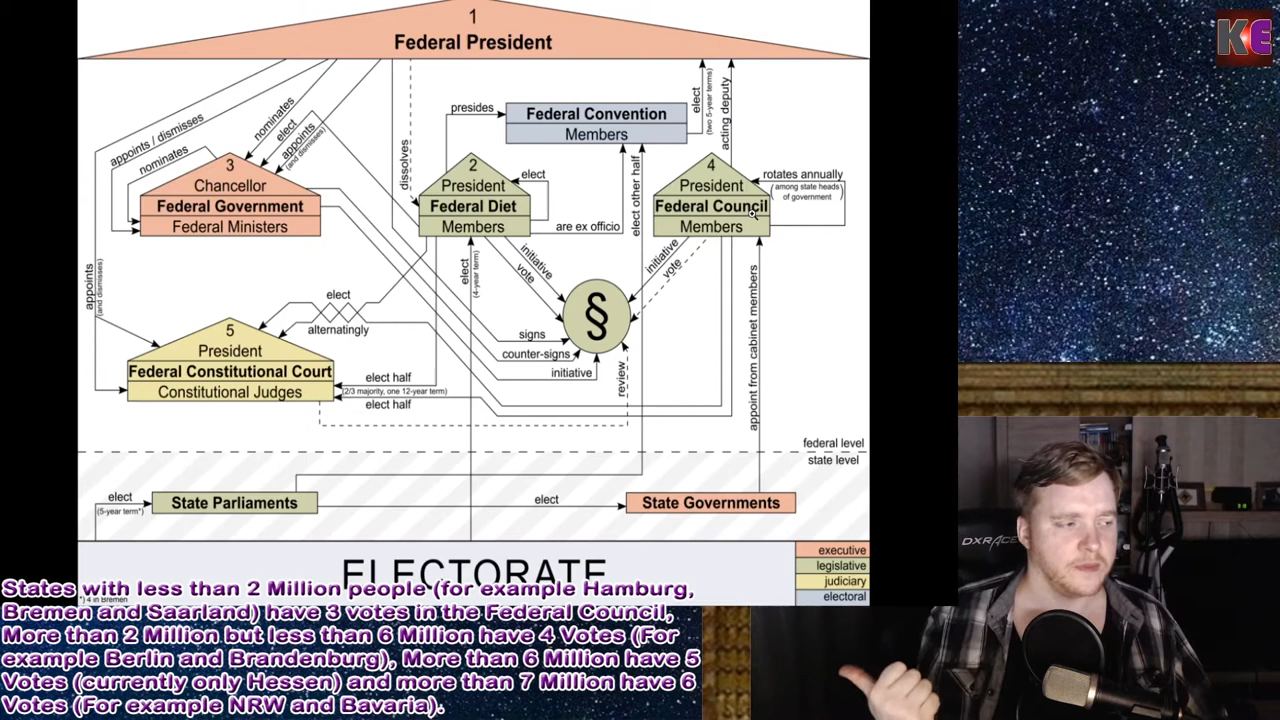 KE
1
Federal President
appoints / dismisses
nominates
nominates
elect
appoints
(and dismisses)
dissolves
presides
Federal Convention
Members
elect
(two 5-year terms)
acting deputy
3
Chancellor
Federal Government
Federal Ministers
2
President
Federal Diet
Members
elect
are ex officio
elect other half
4
President
Federal Council
Members
rotates annually
(among state heads
of government)
appoints
(and dismisses)
elect
(4-year term)
initiative
vote
initiative
vote
§
elect
alternatingly
signs
counter-signs
initiative
review
appoint from cabinet members
5
President
Federal Constitutional Court
Constitutional Judges
elect half
(2/3 majority, one 12-year term)
elect half
federal level
state level
elect
(5-year term*)
State Parliaments
elect
State Governments
ELECTORATE
executive
legislative
judiciary
electoral
*) 4 in Bremen
States with less than 2 Million people (for example Hamburg,
Bremen and Saarland) have 3 votes in the Federal Council,
More than 2 Million but less than 6 Million have 4 Votes (For
example Berlin and Brandenburg), More than 6 Million have 5
Votes (currently only Hessen) and more than 7 Million have 6
Votes (For example NRW and Bavaria).
DXRACE